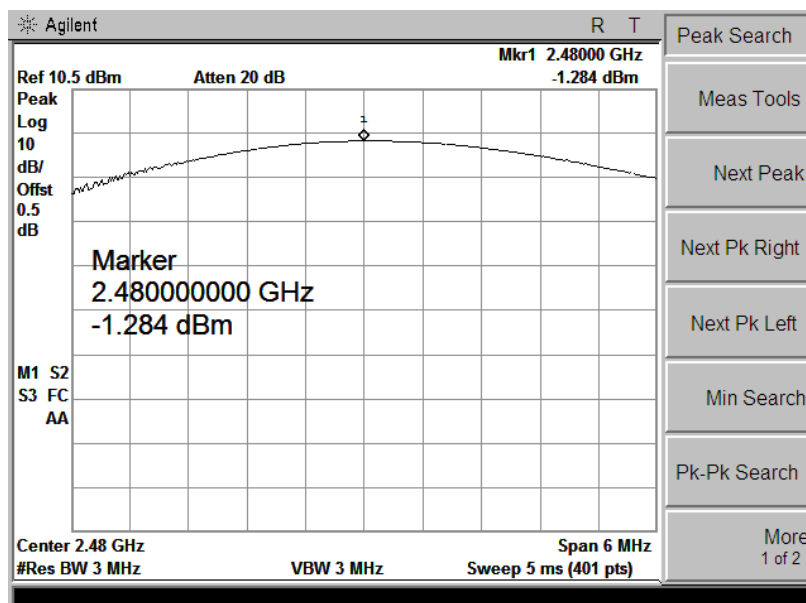 Agilent R T
Mkr1 2.48000 GHz
Ref 10.5 dBm Atten 20 dB -1.284 dBm
Peak
Log
10
dB/
Offst
0.5
dB
1
Marker
2.480000000 GHz
-1.284 dBm
M1 S2
S3 FC
AA
Center 2.48 GHz Span 6 MHz
#Res BW 3 MHz VBW 3 MHz Sweep 5 ms (401 pts)
Peak Search
Meas Tools
Next Peak
Next Pk Right
Next Pk Left
Min Search
Pk-Pk Search
More
1 of 2